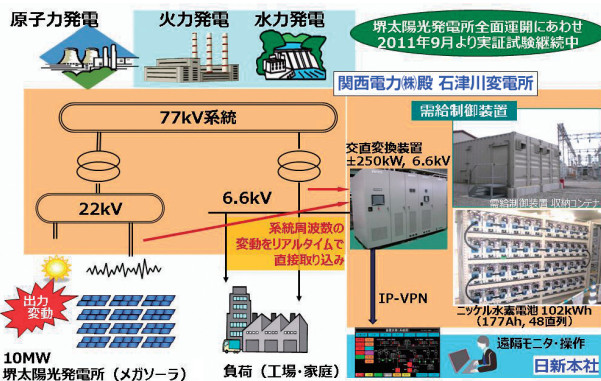 原子力発電
火力発電
水力発電
堺太陽光発電所全面運開にあわせ
2011年9月より実証試験継続中
関西電力㈱殿 石津川変電所
需給制御装置
77kV系統
交直変換装置
±250kW, 6.6kV
需給制御装置 収納コンテナ
22kV
6.6kV
系統周波数の
変動をリアルタイムで
直接取り込み
出力
変動
IP-VPN
ニッケル水素電池 102kWh
(177Ah, 48直列)
10MW
堺太陽光発電所（メガソーラ）
負荷（工場・家庭）
遠隔モニタ・操作
日新本社